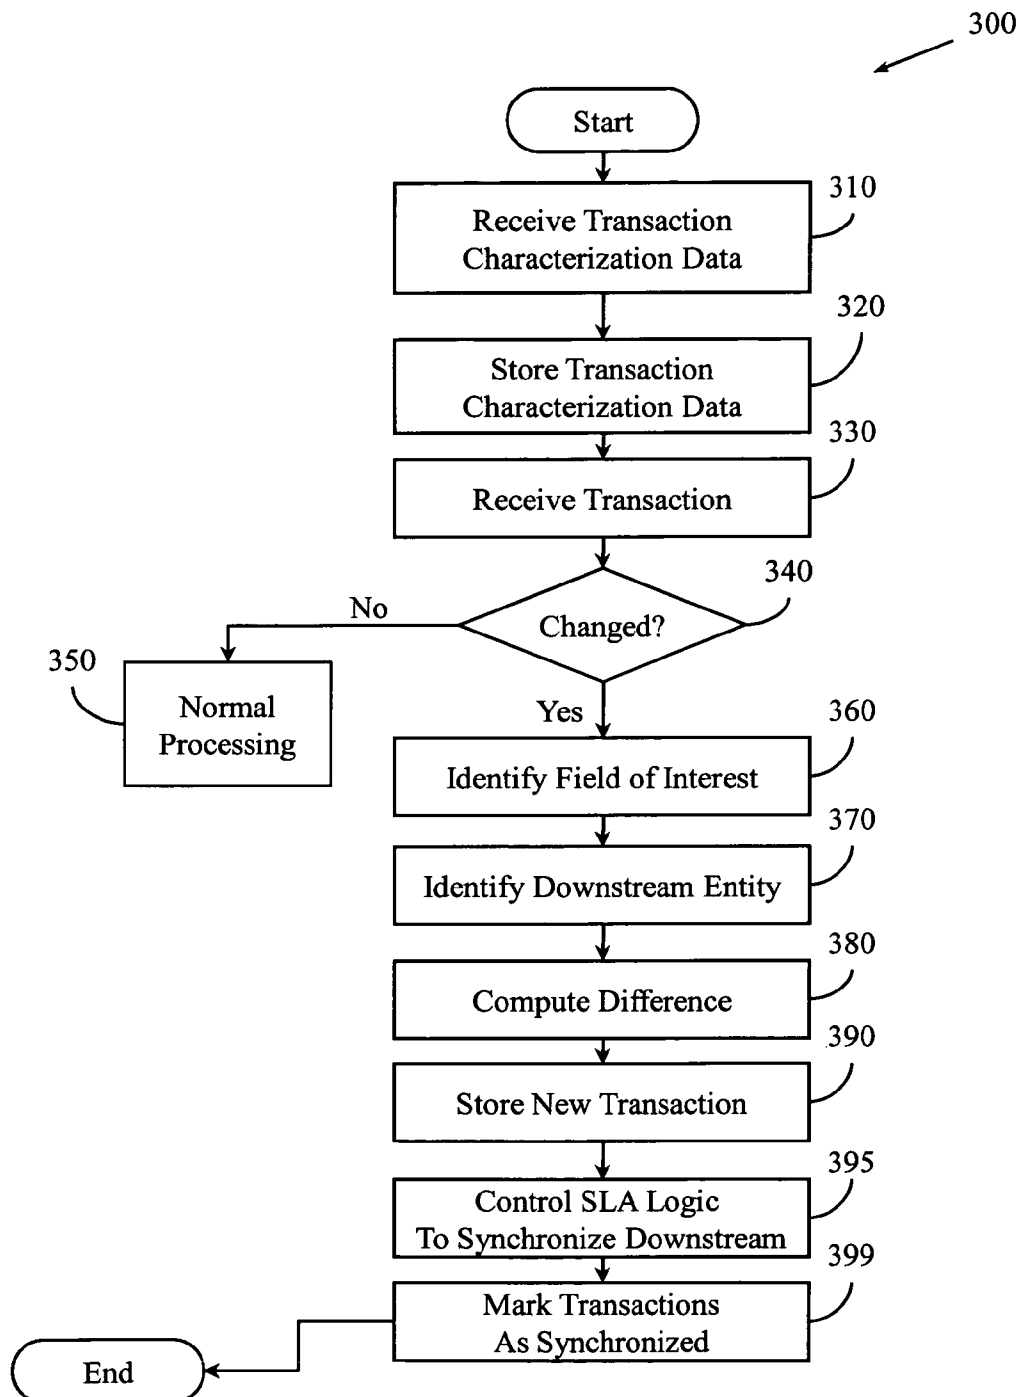 300
Start
310
Receive Transaction
Characterization Data
320
Store Transaction
Characterization Data
330
Receive Transaction
340
Changed?
No
350
Normal
Processing
Yes
360
Identify Field of Interest
370
Identify Downstream Entity
380
Compute Difference
390
Store New Transaction
395
Control SLA Logic
To Synchronize Downstream
399
Mark Transactions
As Synchronized
End